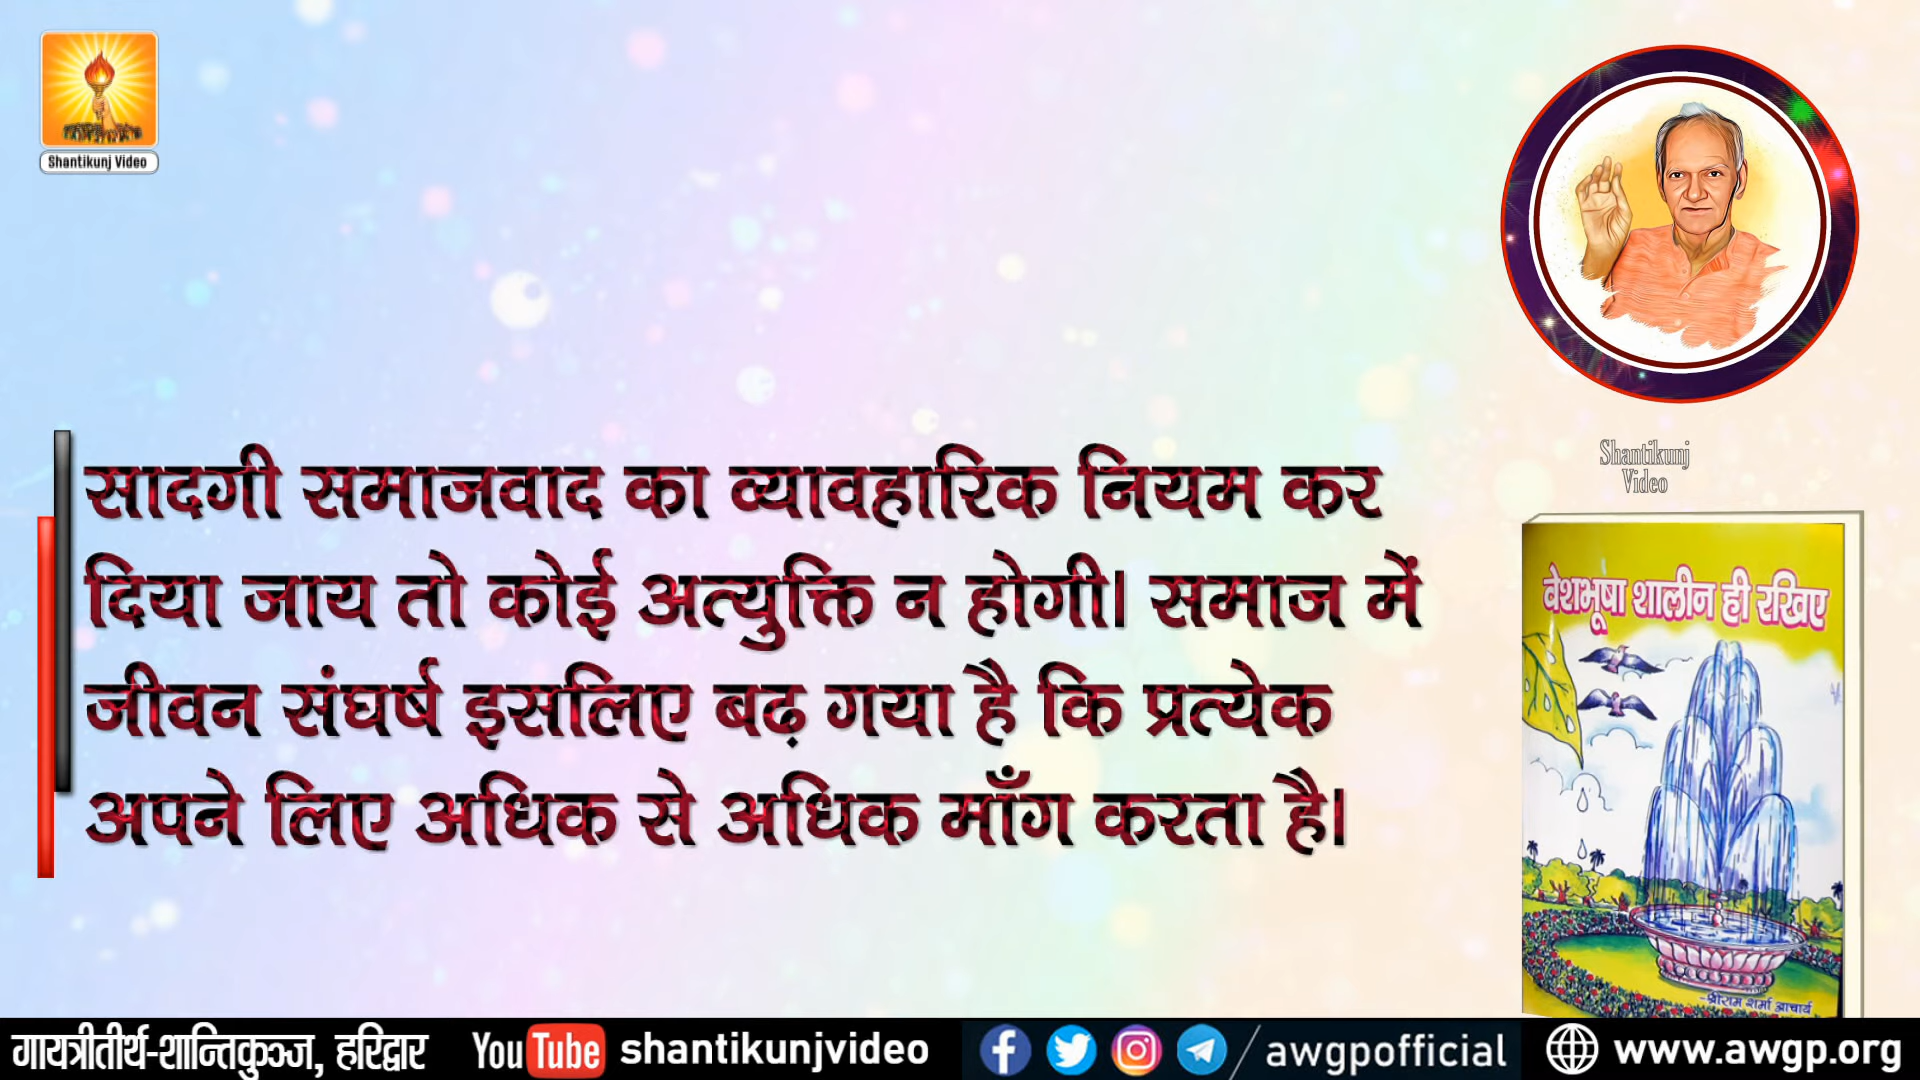 Shantikunj Video
सादगी समाजवाद का व्यावहारिक नियम कर
दिया जाय तो कोई अत्युक्ति न होगी। समाज में
जीवन संघर्ष इसलिए बढ़ गया है कि प्रत्येक
अपने लिए अधिक से अधिक माँग करता है।
Shantikunj
Video
वेशभूषा शालीन ही रखिए
-श्रीराम शर्मा आचार्य
गायत्रीतीर्थ-शान्तिकुञ्ज, हरिद्वार
YouTube shantikunjvideo
awgpofficial
www.awgp.org